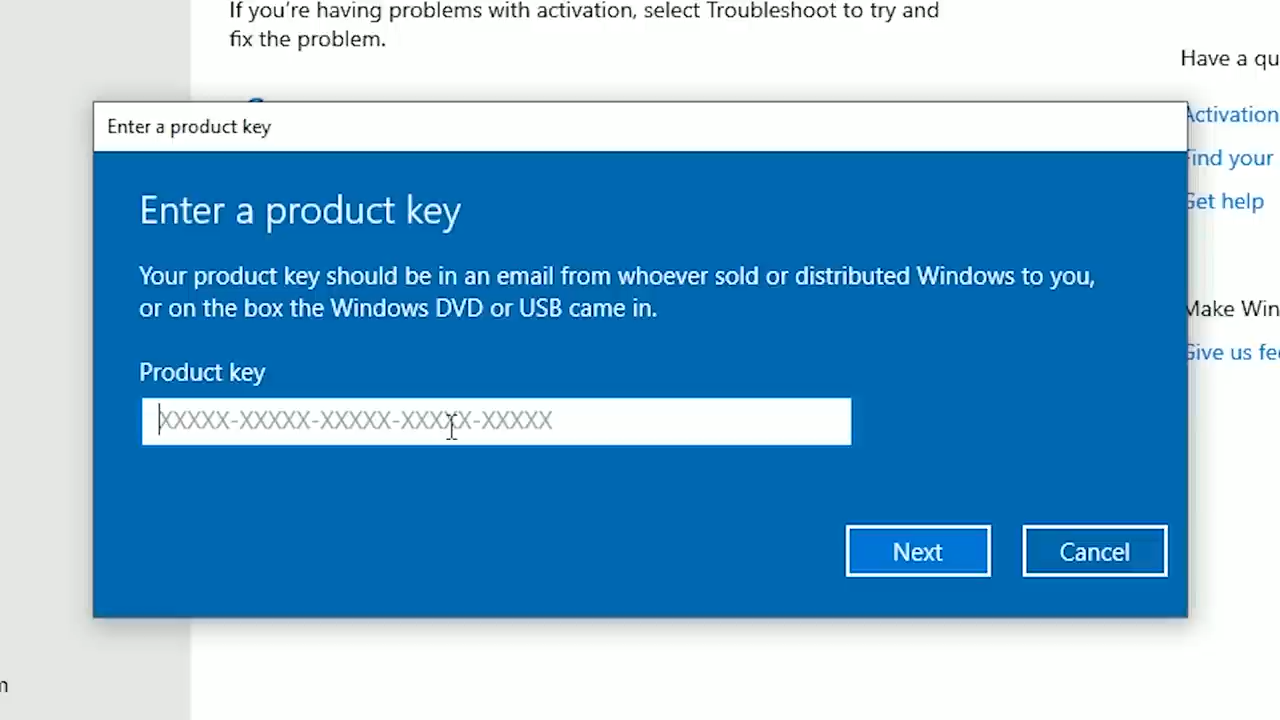 If you're having problems with activation, select Troubleshoot to try and
fix the problem.
Have a qu
Enter a product key
Activation
Find your
Get help
Enter a product key
Your product key should be in an email from whoever sold or distributed Windows to you,
or on the box the Windows DVD or USB came in.
Make Win
Product key
Give us fe
XXXXX-XXXXX-XXXXX-XXXXX-XXXXX
Next
Cancel